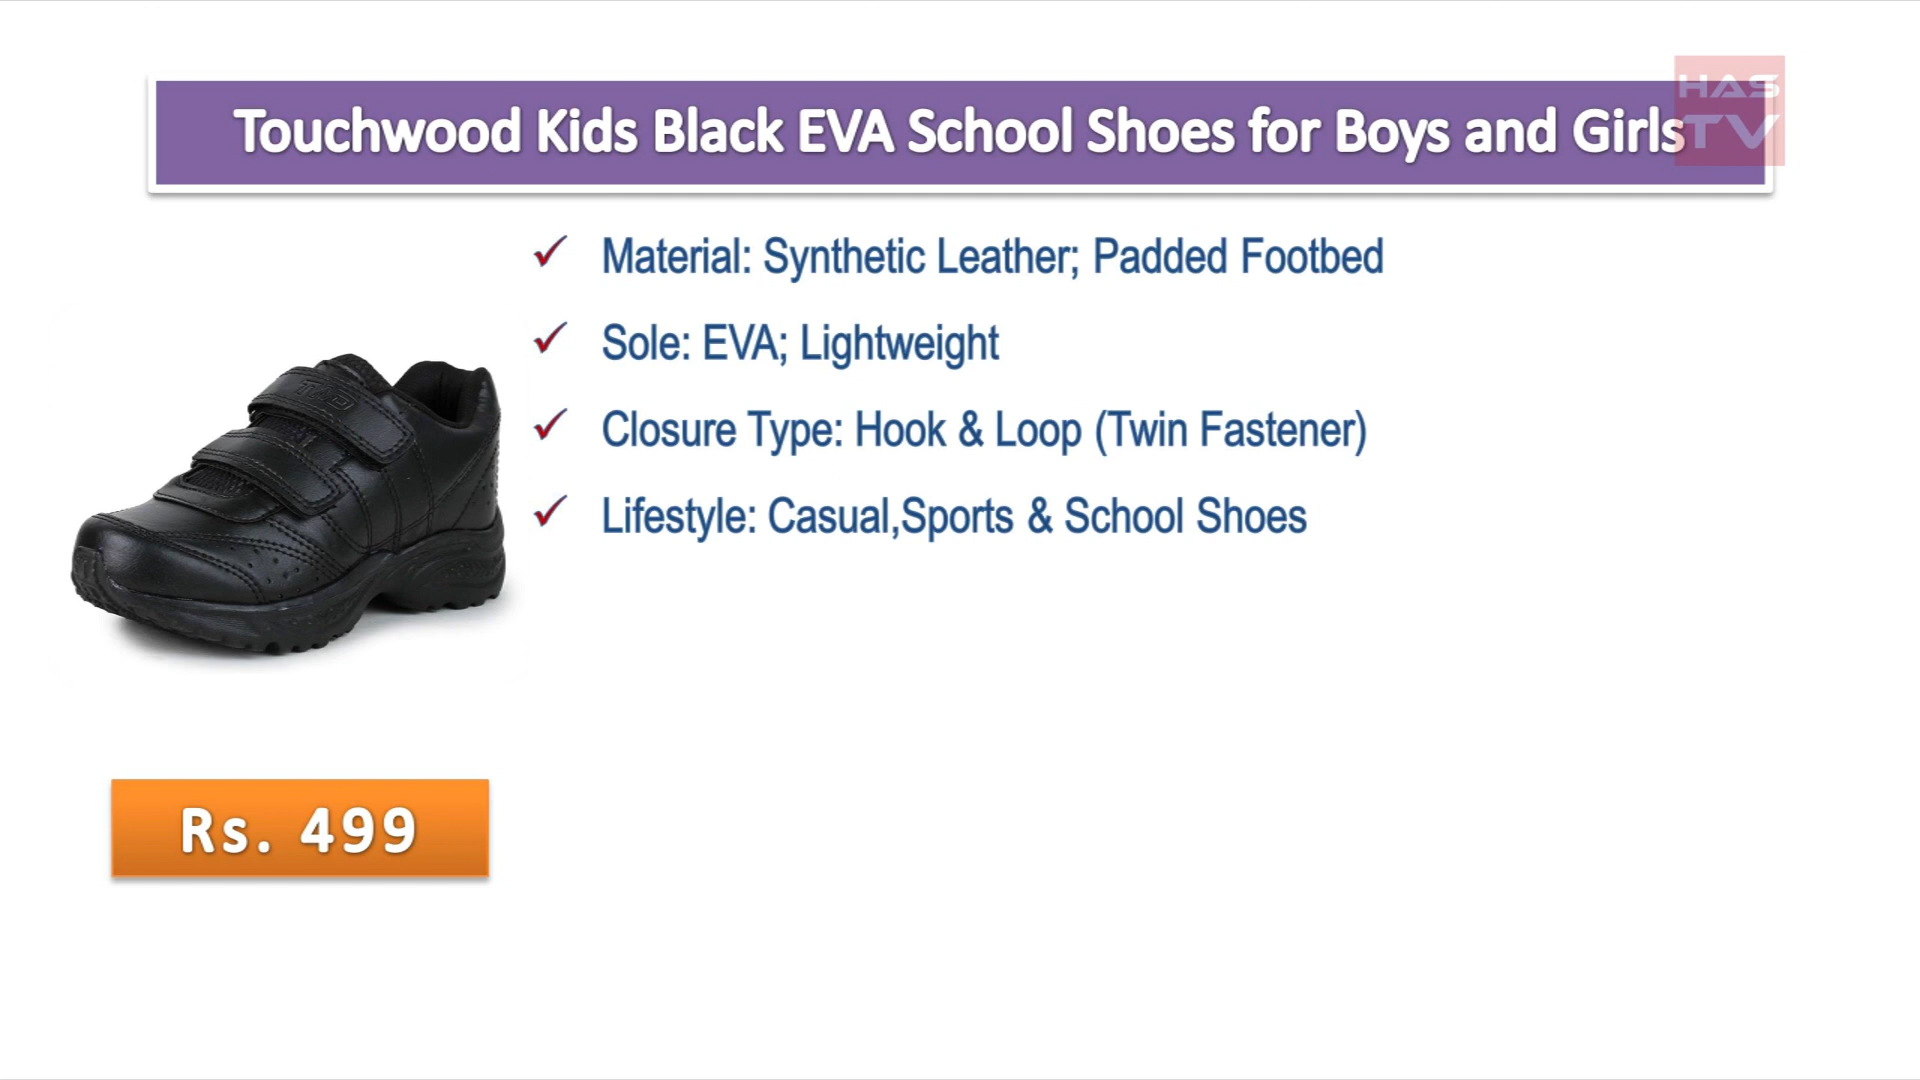 Touchwood Kids Black EVA School Shoes for Boys and Girls
HAS
TV
Material: Synthetic Leather; Padded Footbed
Sole: EVA; Lightweight
Closure Type: Hook & Loop (Twin Fastener)
Lifestyle: Casual,Sports & School Shoes
Rs. 499